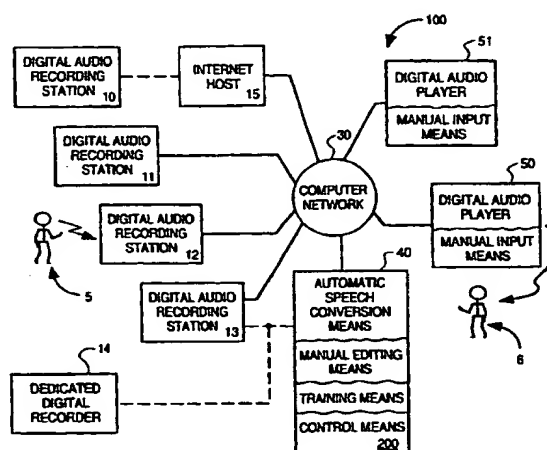 100
DIGITAL AUDIO
RECORDING
STATION 10
INTERNET
HOST 15
51
DIGITAL AUDIO
PLAYER
MANUAL INPUT
MEANS
30
COMPUTER
NETWORK
DIGITAL AUDIO
RECORDING
STATION 11
50
DIGITAL AUDIO
PLAYER
MANUAL INPUT
MEANS
5
DIGITAL AUDIO
RECORDING
STATION 12
40
AUTOMATIC
SPEECH
CONVERSION
MEANS
MANUAL EDITING
MEANS
TRAINING MEANS
CONTROL MEANS
200
6
DIGITAL AUDIO
RECORDING
STATION 13
14
DEDICATED
DIGITAL
RECORDER